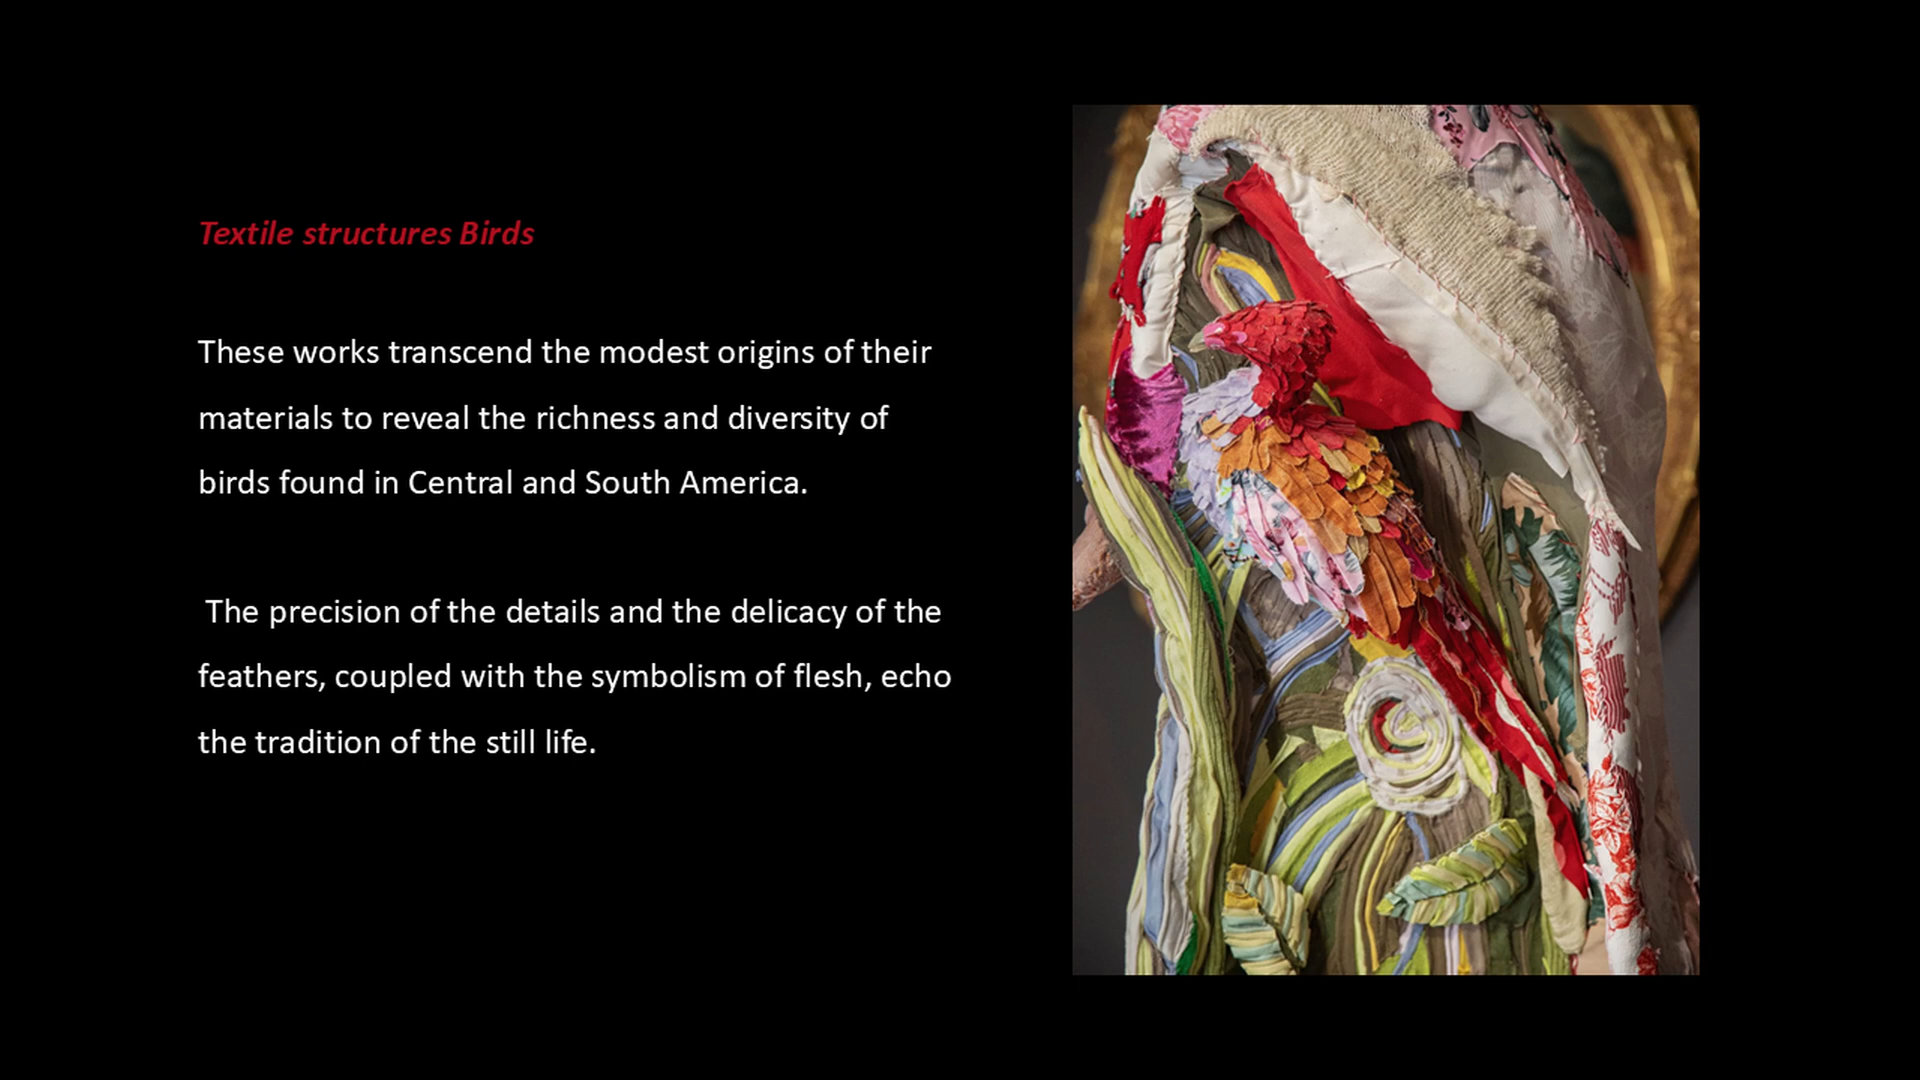 Textile structures Birds
These works transcend the modest origins of their
materials to reveal the richness and diversity of
birds found in Central and South America.
The precision of the details and the delicacy of the
feathers, coupled with the symbolism of flesh, echo
the tradition of the still life.